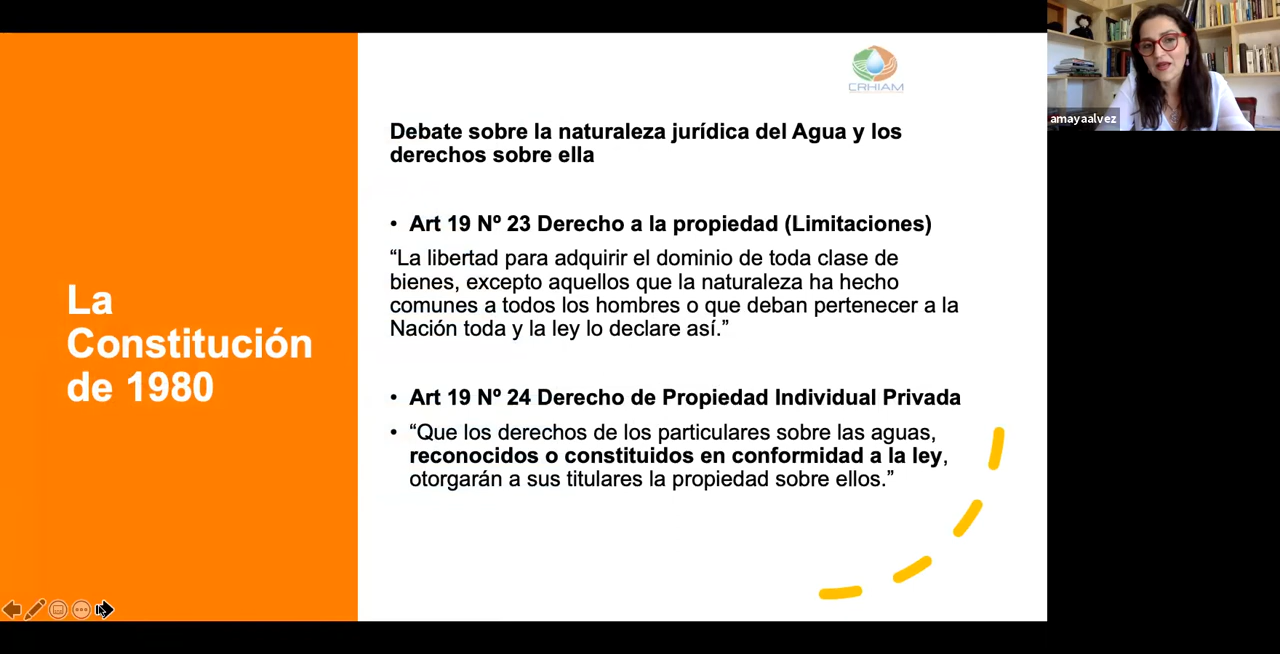 CRHIAM
amayaalvez
Debate sobre la naturaleza jurídica del Agua y los
derechos sobre ella
• Art 19 Nº 23 Derecho a la propiedad (Limitaciones)
“La libertad para adquirir el dominio de toda clase de
bienes, excepto aquellos que la naturaleza ha hecho
comunes a todos los hombres o que deban pertenecer a la
Nación toda y la ley lo declare así.”
• Art 19 Nº 24 Derecho de Propiedad Individual Privada
• “Que los derechos de los particulares sobre las aguas,
reconocidos o constituidos en conformidad a la ley,
otorgarán a sus titulares la propiedad sobre ellos.”
La
Constitución
de 1980